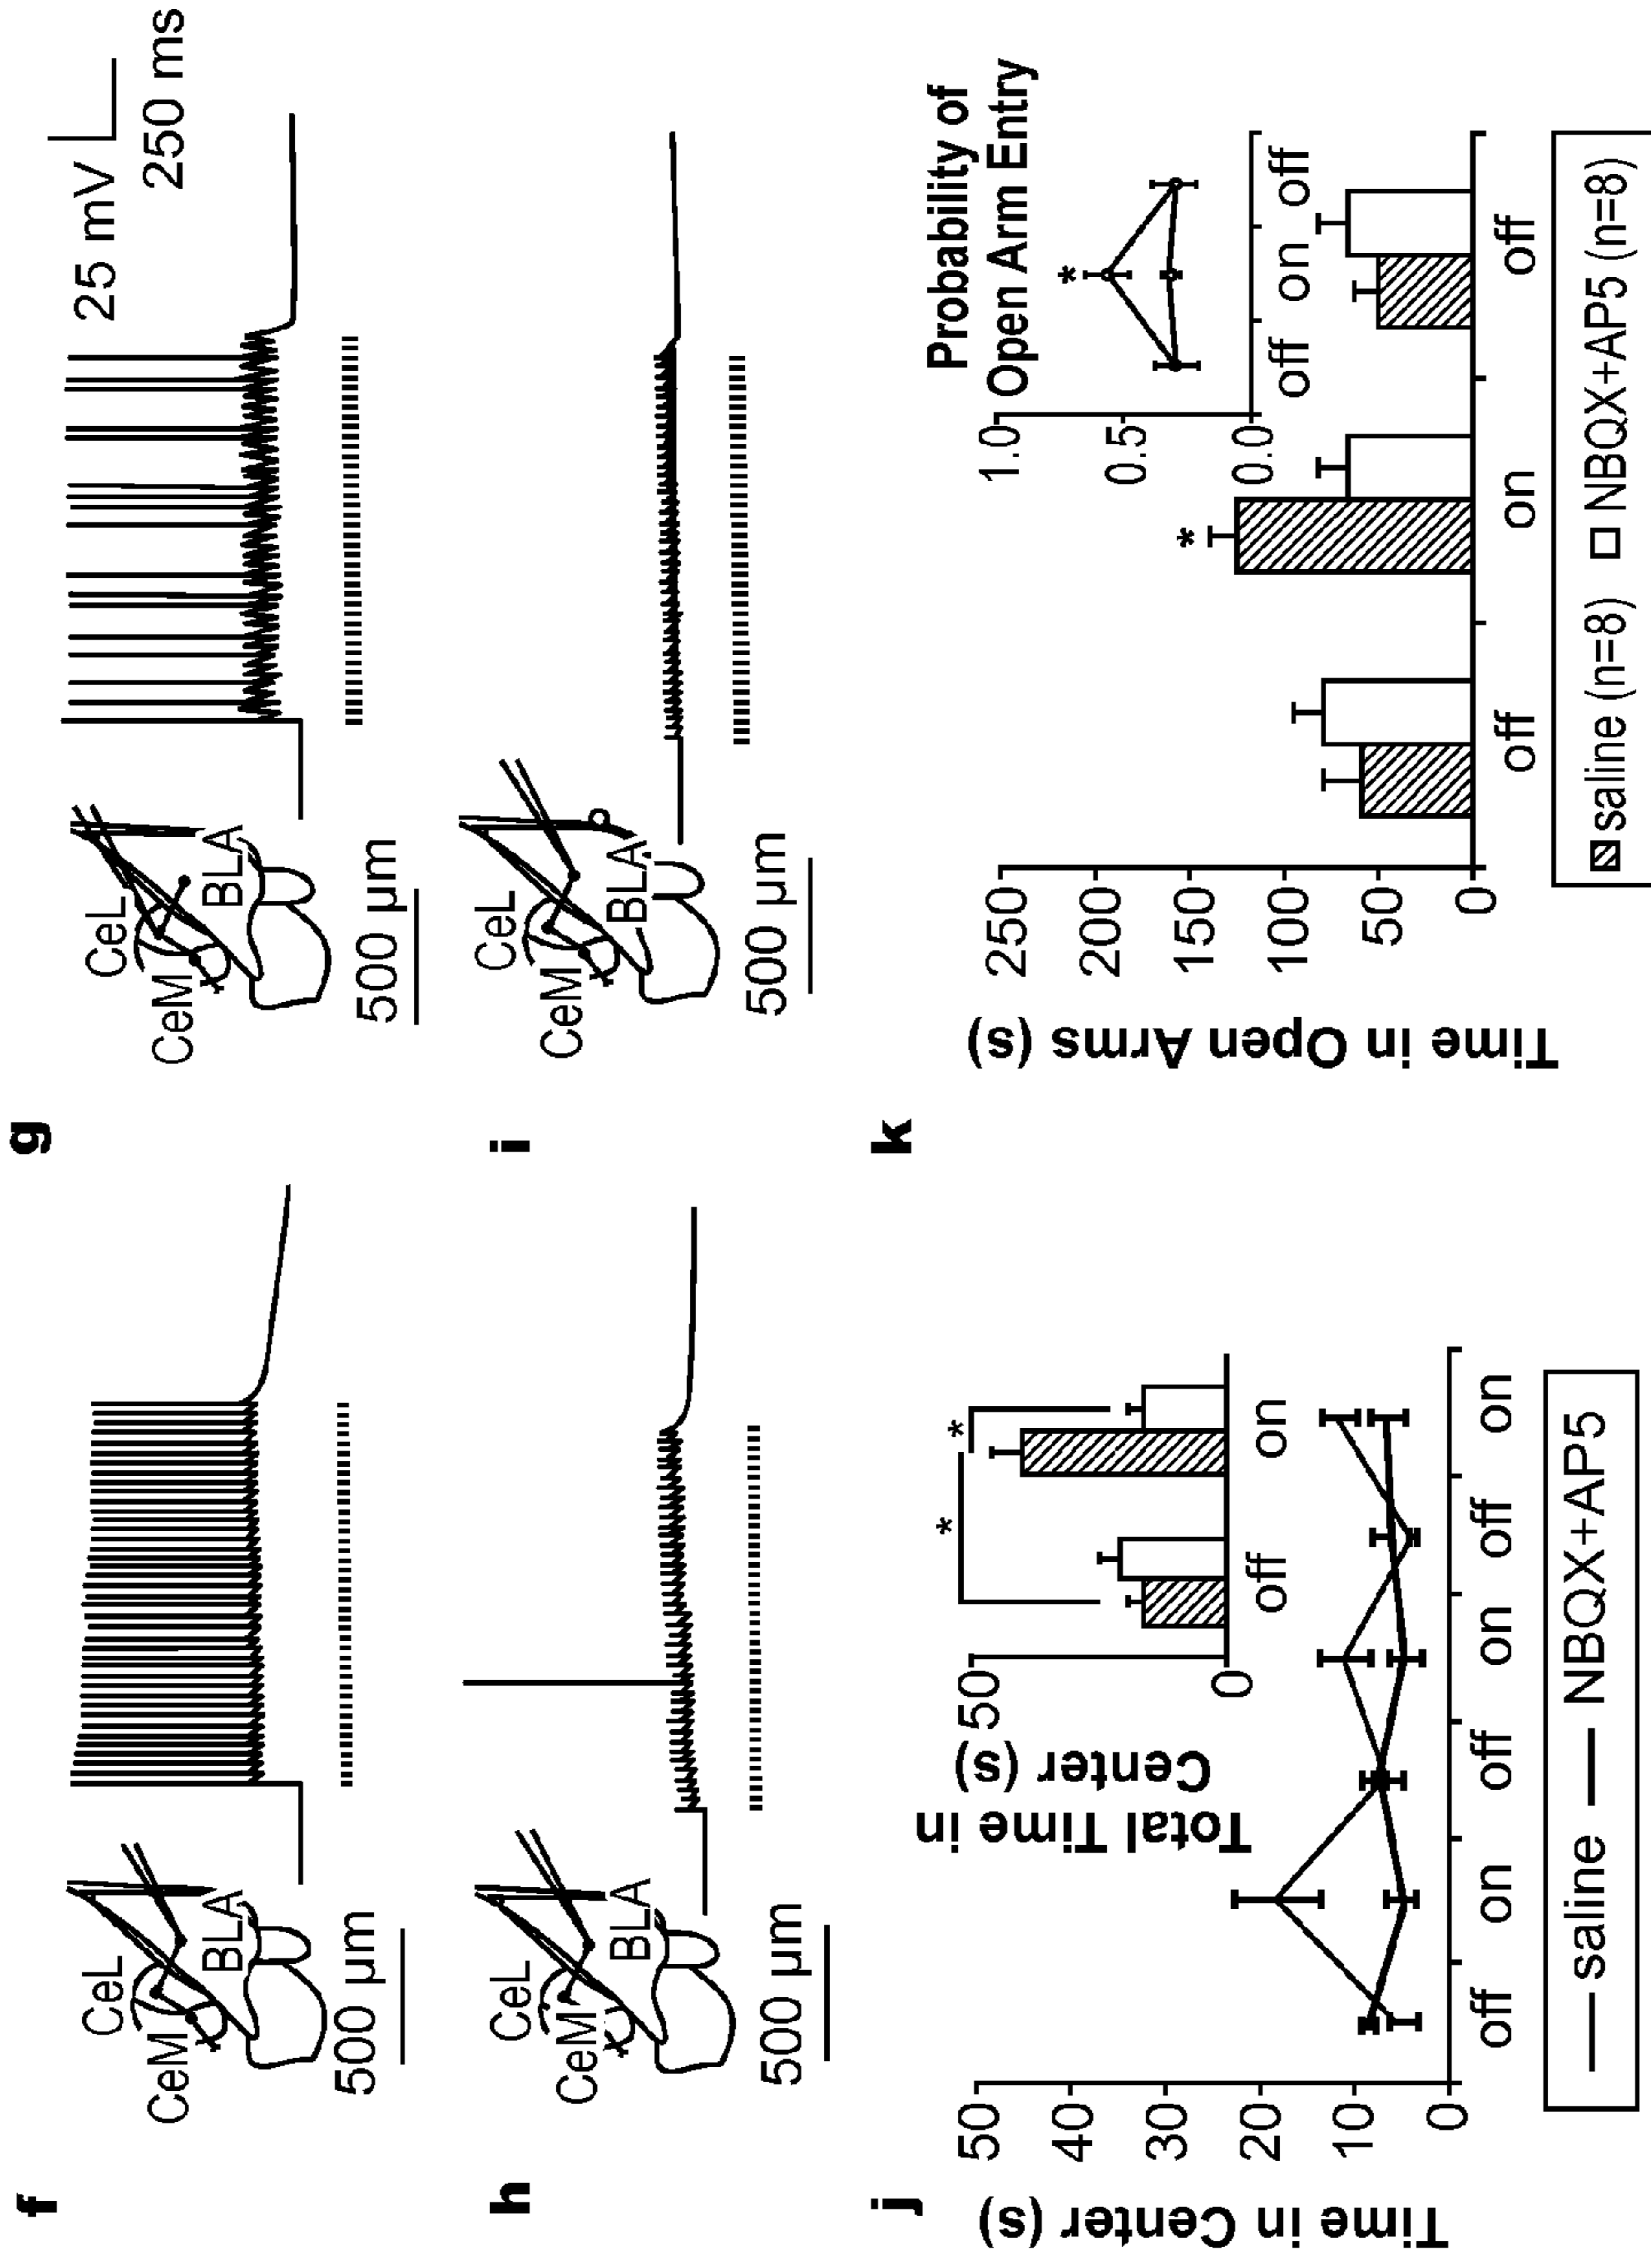 f
CeL
CeM
BLA
500 µm
g
CeL
CeM
BLA
500 µm
25 mV
250 ms
h
CeL
CeM
BLA
500 µm
i
CeL
CeM
BLA
500 µm
j
Time in Center (s)
50
40
30
20
10
0
off on off on off on
Total Time in
Center (s)
50
0
off on
*
*
saline NBQX+AP5
k
Time in Open Arms (s)
250
200
150
100
50
0
off on off
*
Probability of
Open Arm Entry
1.0
0.5
0.0
off on off
*
saline (n=8) NBQX+AP5 (n=8)